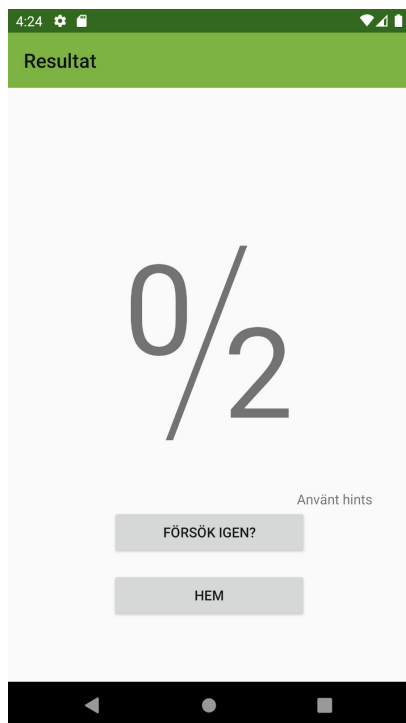 4:24
Resultat
0/2
Använt hints
FÖRSÖK IGEN?
HEM